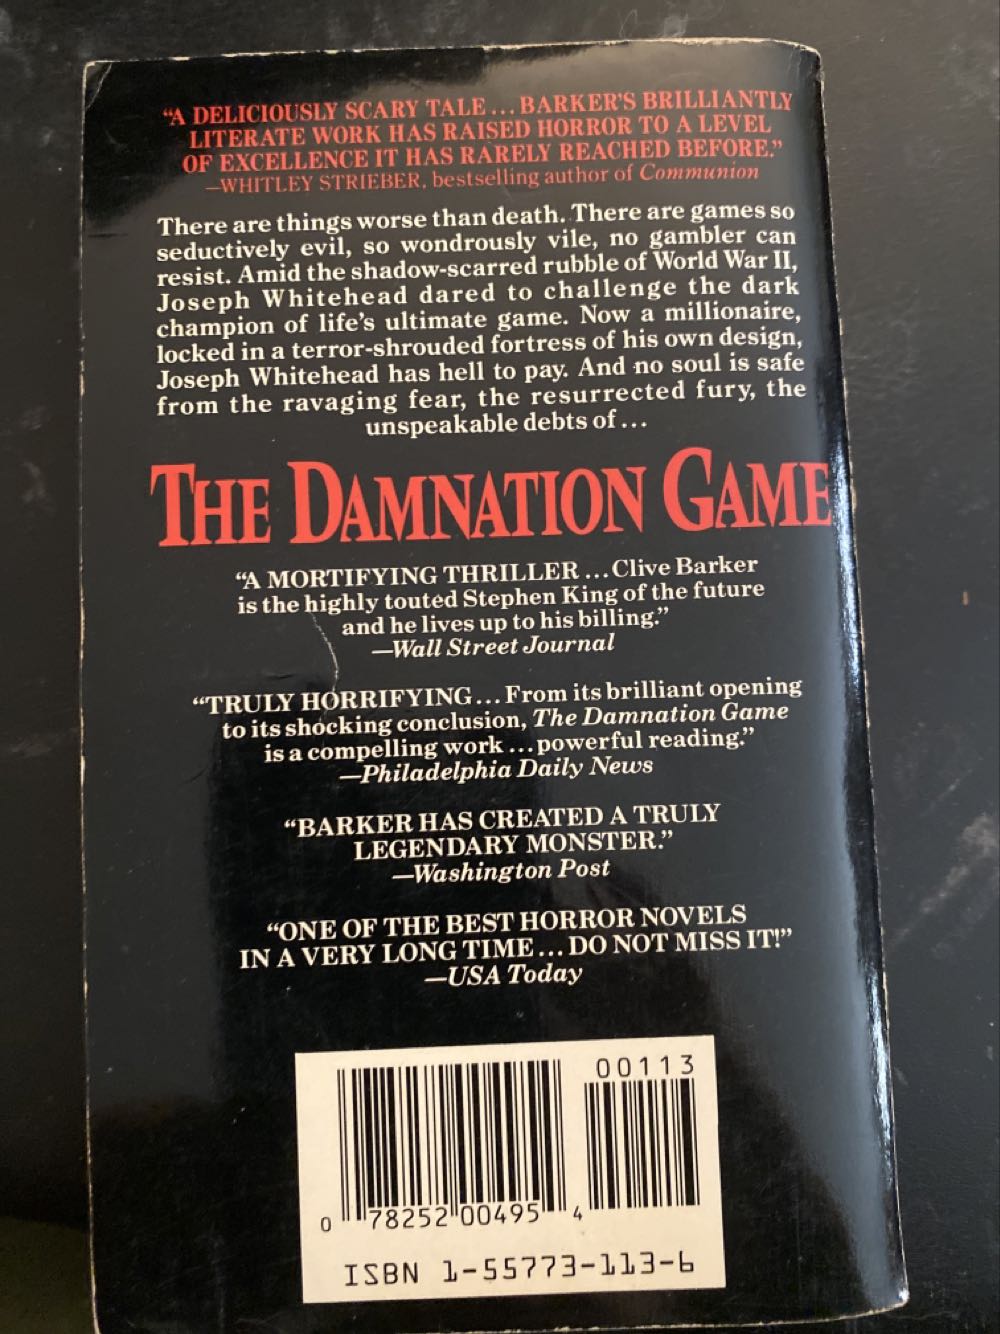 “A DELICIOUSLY SCARY TALE...BARKER’S BRILLIANTLY
LITERATE WORK HAS RAISED HORROR TO A LEVEL
OF EXCELLENCE IT HAS RARELY REACHED BEFORE.”
—WHITLEY STRIEBER, bestselling author of Communion
There are things worse than death. There are games so
seductively evil, so wondrously vile, no gambler can
resist. Amid the shadow-scarred rubble of World War II,
Joseph Whitehead dared to challenge the dark
champion of life’s ultimate game. Now a millionaire,
locked in a terror-shrouded fortress of his own design,
Joseph Whitehead has hell to pay. And no soul is safe
from the ravaging fear, the resurrected fury, the
unspeakable debts of...
THE DAMNATION GAME
“A MORTIFYING THRILLER...Clive Barker
is the highly touted Stephen King of the future
and he lives up to his billing.”
—Wall Street Journal
“TRULY HORRIFYING...From its brilliant opening
to its shocking conclusion, The Damnation Game
is a compelling work...powerful reading.”
—Philadelphia Daily News
“BARKER HAS CREATED A TRULY
LEGENDARY MONSTER.”
—Washington Post
“ONE OF THE BEST HORROR NOVELS
IN A VERY LONG TIME...DO NOT MISS IT!”
—USA Today
00113
0 78252 00495 4
ISBN 1-55773-113-6